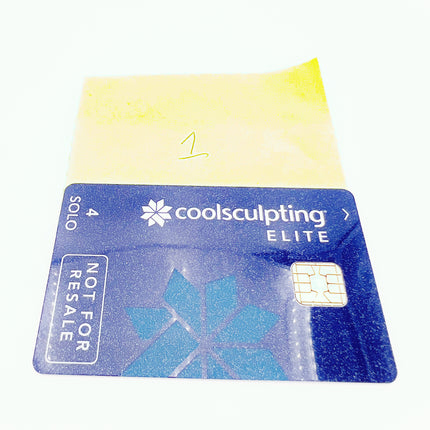 1
coolsculpting
ELITE
4
SOLO
NOT FOR
RESALE